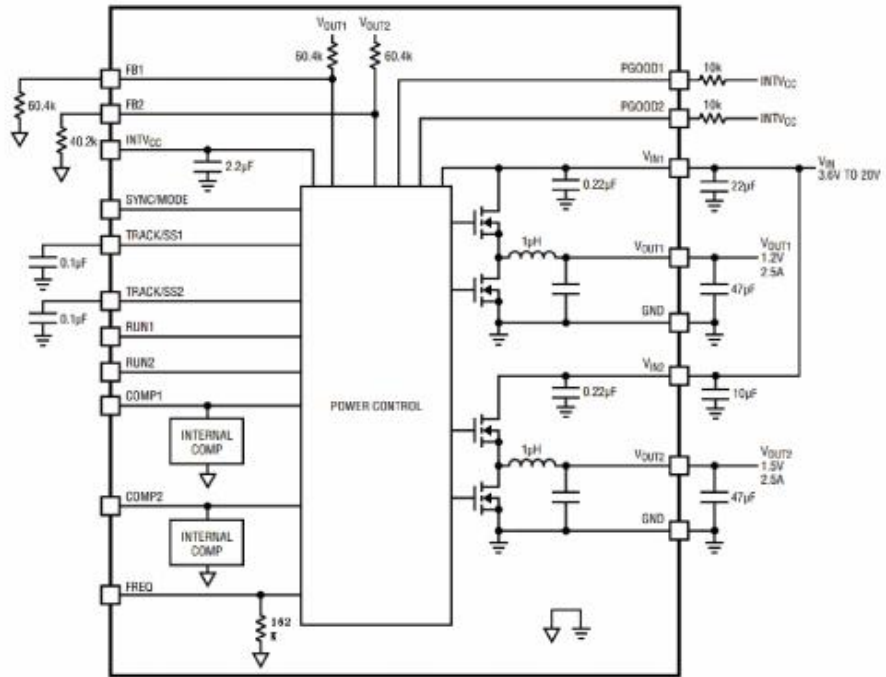 VOUT1
VOUT2
60.4k
60.4k
FB1
60.4k
FB2
40.2k
INTVCC
2.2µF
SYNC/MODE
TRACK/SS1
0.1µF
TRACK/SS2
0.1µF
RUN1
RUN2
COMP1
INTERNAL
COMP
COMP2
INTERNAL
COMP
FREQ
162
K
POWER CONTROL
PGOOD1
10k
INTVCC
PGOOD2
10k
INTVCC
VIN1
0.22µF
22µF
VIN
3.6V TO 20V
1µH
VOUT1
VOUT1
1.2V
2.5A
47µF
GND
VIN2
0.22µF
10µF
1µH
VOUT2
VOUT2
1.5V
2.5A
47µF
GND